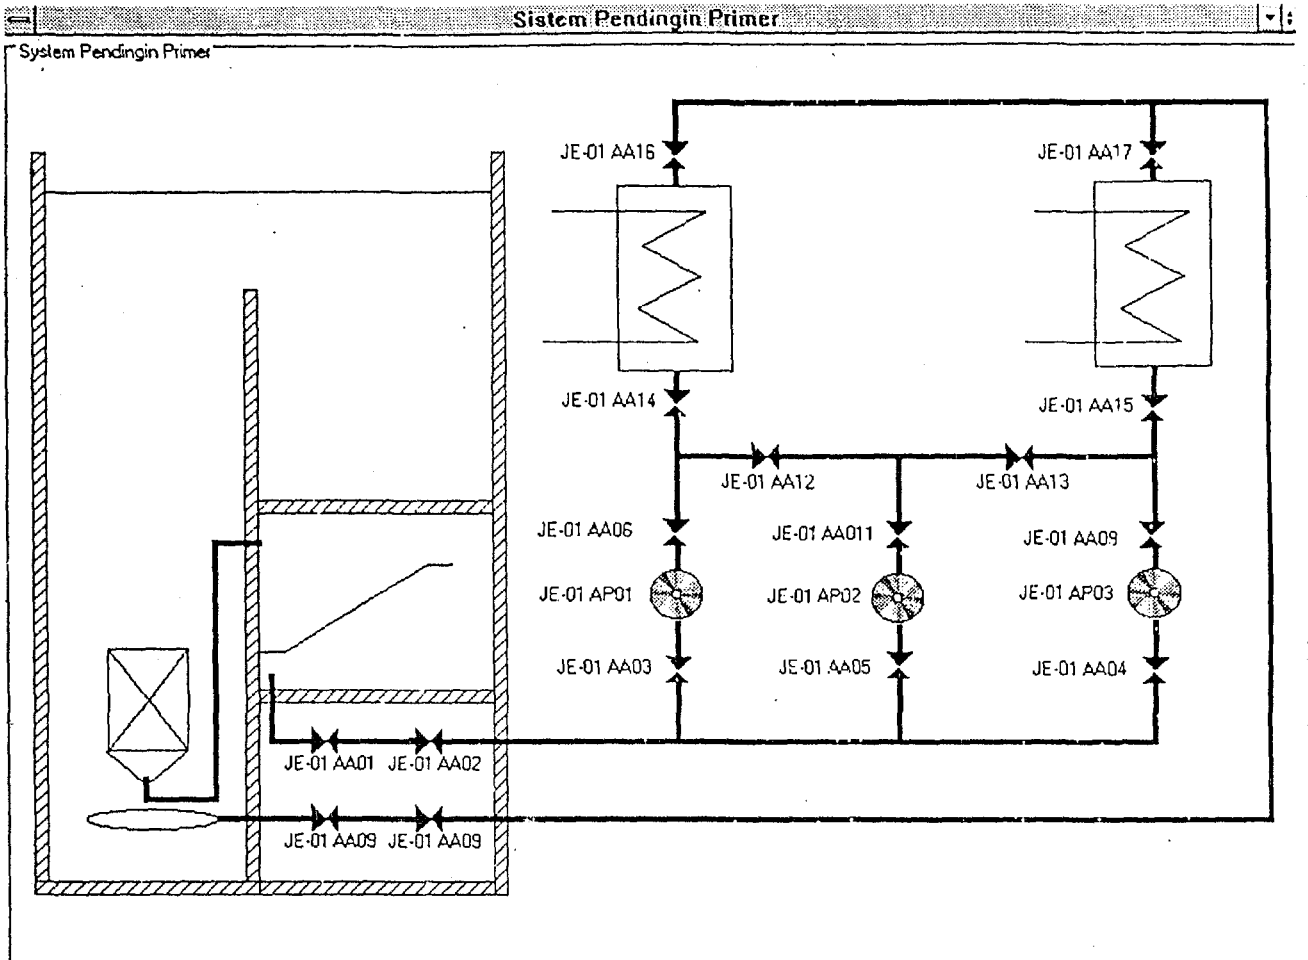 Sistem Pendingin Primer
System Pendingin Primer
JE-01 AA16
JE-01 AA17
JE-01 AA14
JE-01 AA15
JE-01 AA12
JE-01 AA13
JE-01 AA06
JE-01 AA011
JE-01 AA09
JE-01 AP01
JE-01 AP02
JE-01 AP03
JE-01 AA03
JE-01 AA05
JE-01 AA04
JE-01 AA01 JE-01 AA02
JE-01 AA09 JE-01 AA09